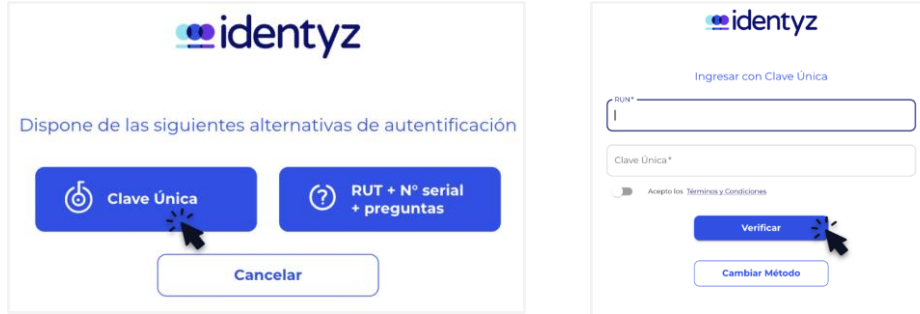 identyz
Dispone de las siguientes alternativas de autentificación
Clave Única
RUT + N° serial
+ preguntas
Cancelar
identyz
Ingresar con Clave Única
RUN*
Clave Única*
Acepto los Términos y Condiciones
Verificar
Cambiar Método